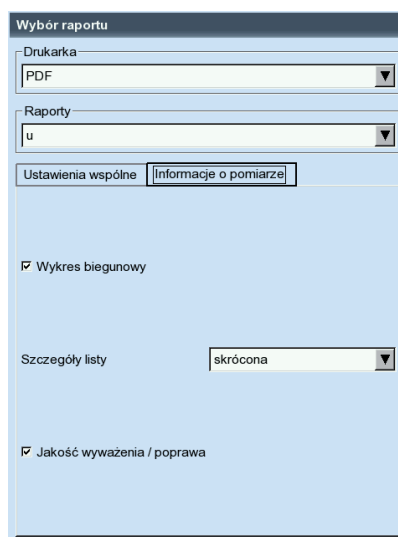 Wybór raportu
Drukarka
PDF
Raporty
u
Ustawienia wspólne Informacje o pomiarze
Wykres biegunowy
Szczegóły listy skrócona
Jakość wyważenia / poprawa